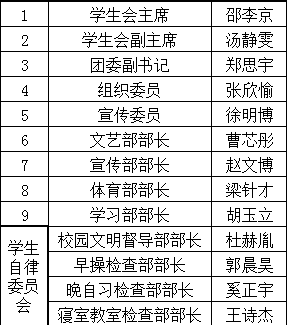 1 学生会主席 邵李京
2 学生会副主席 汤静雯
3 团委副书记 郑思宇
4 组织委员 张欣愉
5 宣传委员 徐明博
6 文艺部部长 曹芯彤
7 宣传部部长 赵文博
8 体育部部长 梁针才
9 学习部部长 胡玉立
学生自律委员会
校园文明督导部部长 杜赫胤
早操检查部部长 郭晨昊
晚自习检查部部长 奚正宇
寝室教室检查部部长 王诗杰